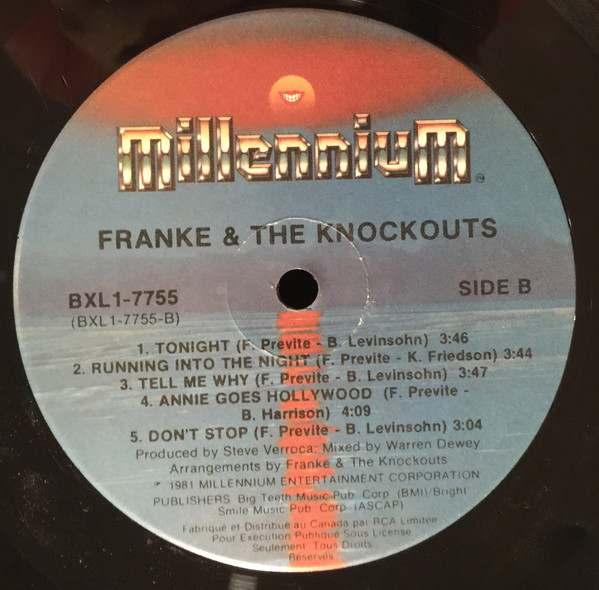 millenniuM
FRANKE & THE KNOCKOUTS
BXL1-7755
(BXL1-7755-B)
SIDE B
1. TONIGHT (F. Previte - B. Levinsohn) 3:46
2. RUNNING INTO THE NIGHT (F. Previte - K. Friedson) 3:44
3. TELL ME WHY (F. Previte - B. Levinsohn) 3:47
4. ANNIE GOES HOLLYWOOD (F. Previte -
B. Harrison) 4:09
5. DON'T STOP (F. Previte - B. Levinsohn) 3:04
Produced by Steve Verroca; Mixed by Warren Dewey
Arrangements by Franke & The Knockouts
℗ 1981 MILLENNIUM ENTERTAINMENT CORPORATION
PUBLISHERS: Big Teeth Music Pub. Corp (BMI)/Bright
Smile Music Pub. Corp. (ASCAP)
Fabriqué et Distribué au Canada par RCA Limitee
Pour Execution Publique Sous License
Seulement. Tous Droits
Réservés